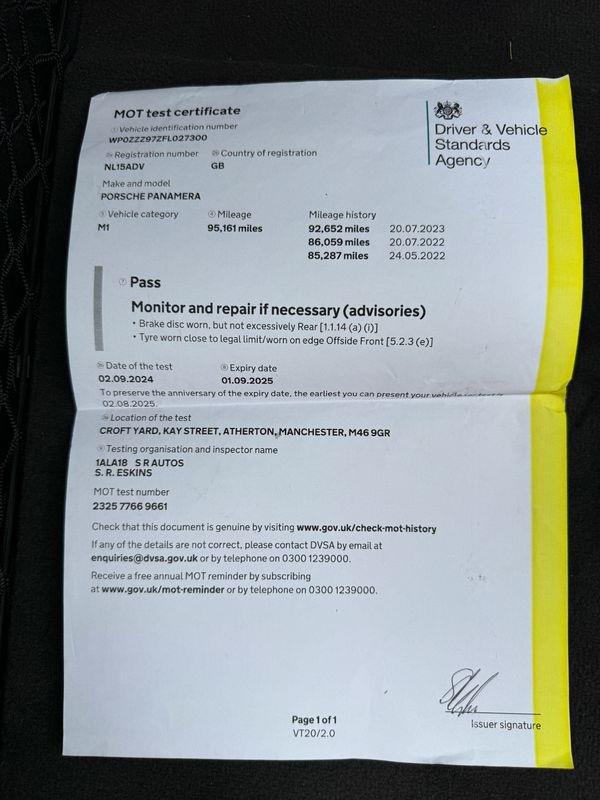 MOT test certificate
① Vehicle identification number
WP0ZZZ97ZFL027300
Registration number
NL15ADV
Country of registration
GB
Make and model
PORSCHE PANAMERA
Vehicle category
M1
④ Mileage
95,161 miles
Mileage history
92,652 miles 20.07.2023
86,059 miles 20.07.2022
85,287 miles 24.05.2022
Driver & Vehicle
Standards
Agency
⑦ Pass
Monitor and repair if necessary (advisories)
• Brake disc worn, but not excessively Rear [1.1.14 (a) (i)]
• Tyre worn close to legal limit/worn on edge Offside Front [5.2.3 (e)]
Date of the test
02.09.2024
⑧ Expiry date
01.09.2025
To preserve the anniversary of the expiry date, the earliest you can present your vehicle
02.08.2025.
Location of the test
CROFT YARD, KAY STREET, ATHERTON, MANCHESTER, M46 9GR
⑨ Testing organisation and inspector name
1ALA18 S R AUTOS
S. R. ESKINS
MOT test number
2325 7766 9661
Check that this document is genuine by visiting www.gov.uk/check-mot-history
If any of the details are not correct, please contact DVSA by email at
enquiries@dvsa.gov.uk or by telephone on 0300 1239000.
Receive a free annual MOT reminder by subscribing
at www.gov.uk/mot-reminder or by telephone on 0300 1239000.
Issuer signature
Page 1 of 1
VT20/2.0